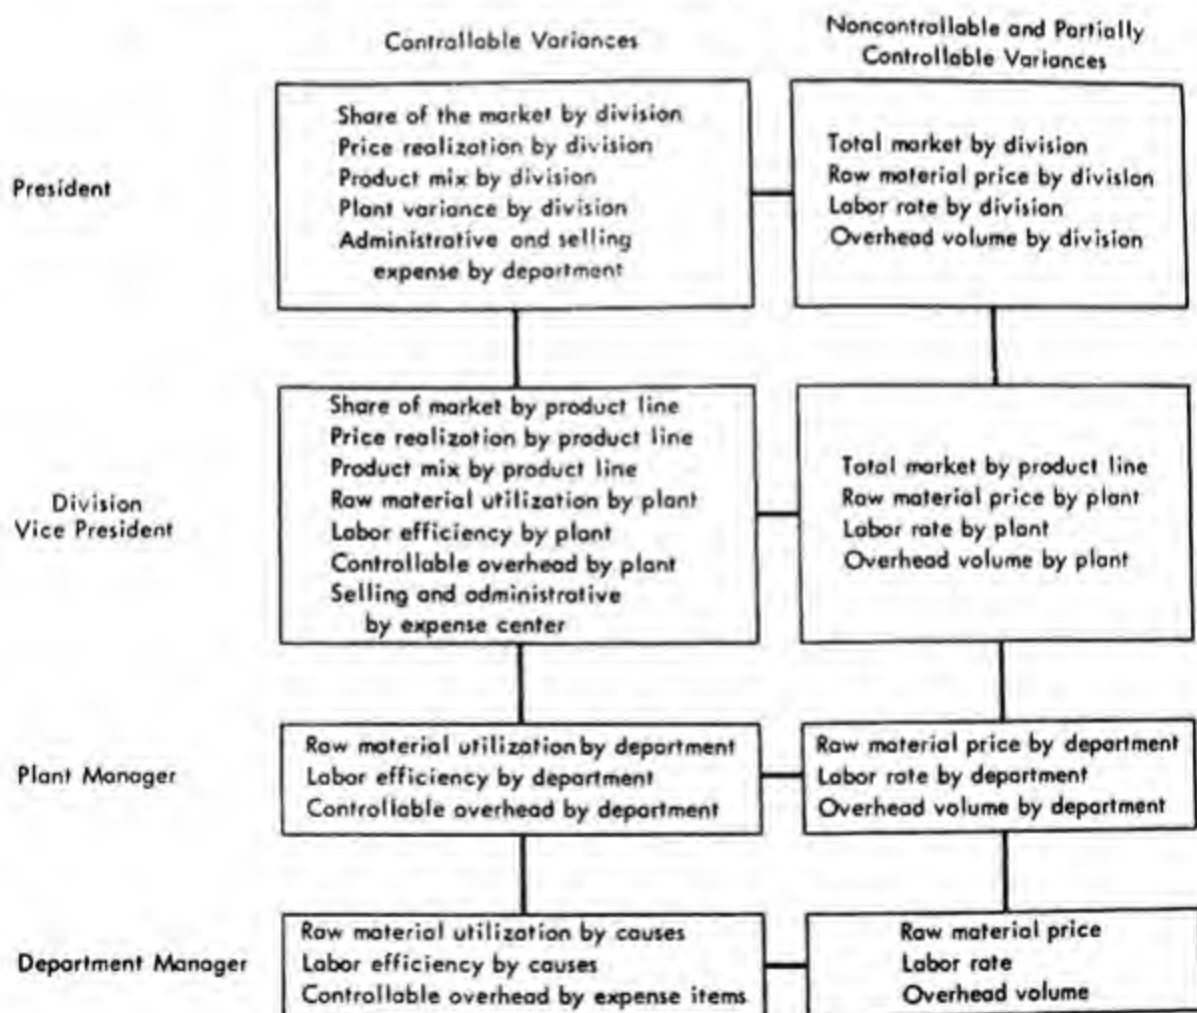 Controllable Variances
Noncontrollable and Partially
Controllable Variances
President
Share of the market by division
Price realization by division
Product mix by division
Plant variance by division
Administrative and selling
expense by department
Total market by division
Raw material price by division
Labor rate by division
Overhead volume by division
Division
Vice President
Share of market by product line
Price realization by product line
Product mix by product line
Raw material utilization by plant
Labor efficiency by plant
Controllable overhead by plant
Selling and administrative
by expense center
Total market by product line
Raw material price by plant
Labor rate by plant
Overhead volume by plant
Plant Manager
Raw material utilization by department
Labor efficiency by department
Controllable overhead by department
Raw material price by department
Labor rate by department
Overhead volume by department
Department Manager
Raw material utilization by causes
Labor efficiency by causes
Controllable overhead by expense items
Raw material price
Labor rate
Overhead volume